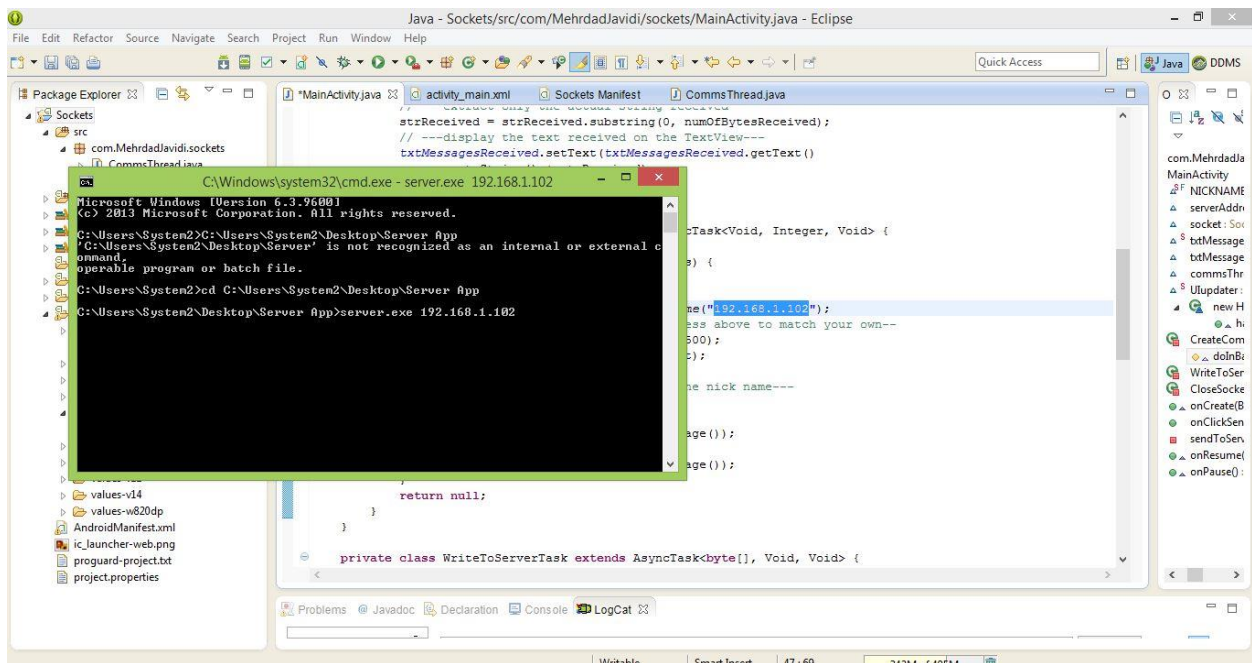 Java - Sockets/src/com/MehrdadJavidi/sockets/MainActivity.java - Eclipse
File Edit Refactor Source Navigate Search Project Run Window Help
Quick Access
Java
DDMS
Package Explorer
Sockets
src
com.MehrdadJavidi.sockets
CommsThread.java
values-v14
values-w820dp
AndroidManifest.xml
ic_launcher-web.png
proguard-project.txt
project.properties
*MainActivity.java
activity_main.xml
Sockets Manifest
CommsThread.java
strReceived = strReceived.substring(0, numOfBytesReceived);
// ---display the text received on the TextView---
txtMessagesReceived.setText(txtMessagesReceived.getText()
C:\Windows\system32\cmd.exe - server.exe 192.168.1.102
Microsoft Windows [Version 6.3.9600]
(c) 2013 Microsoft Corporation. All rights reserved.
C:\Users\System2>C:\Users\System2\Desktop\Server App
'C:\Users\System2\Desktop\Server' is not recognized as an internal or external c
ommand,
operable program or batch file.
C:\Users\System2>cd C:\Users\System2\Desktop\Server App
C:\Users\System2\Desktop\Server App>server.exe 192.168.1.102
cTask<Void, Integer, Void> {
s) {
me("192.168.1.102");
ess above to match your own--
500);
t);
he nick name---
age());
age());
}
return null;
}
}
private class WriteToServerTask extends AsyncTask<byte[], Void, Void> {
com.MehrdadJa
MainActivity
NICKNAME
serverAddre
socket : Soc
txtMessage
txtMessage
commsThr
UIupdater :
new H
ha
CreateCom
doInBa
WriteToSer
CloseSocke
onCreate(B
onClickSen
sendToServ
onResume(
onPause() :
Problems
@ Javadoc
Declaration
Console
LogCat